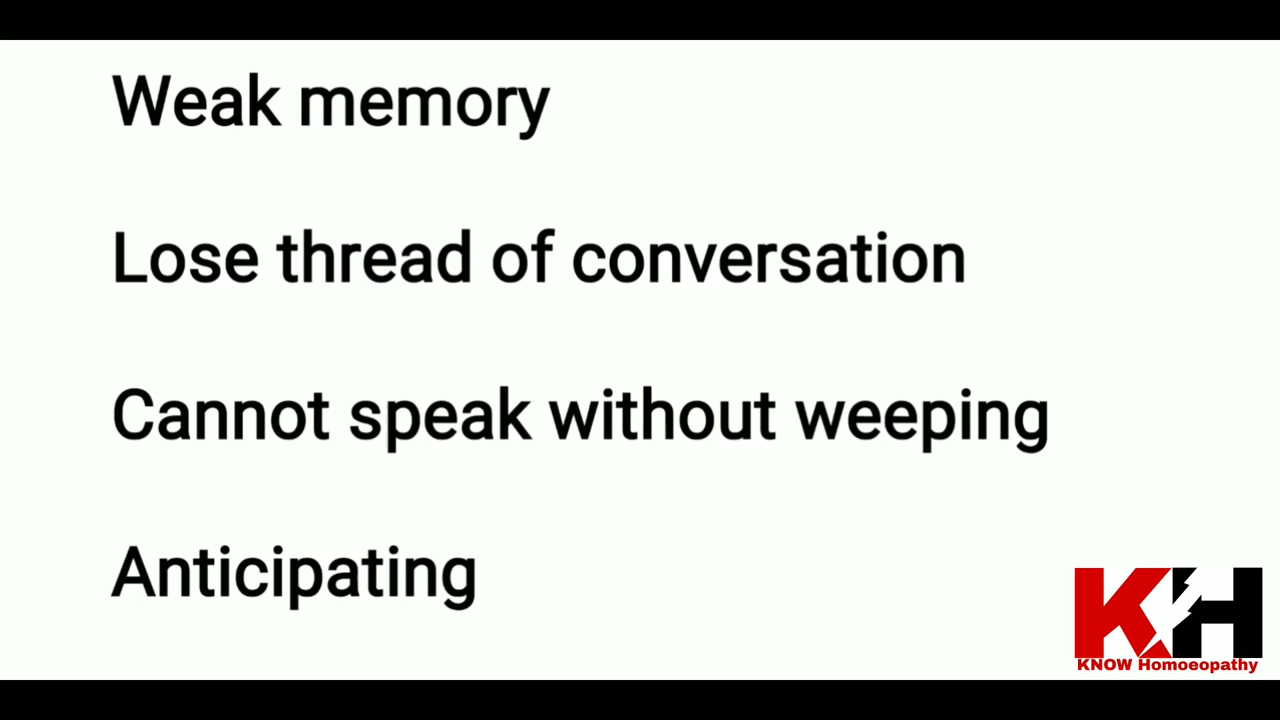 Weak memory
Lose thread of conversation
Cannot speak without weeping
Anticipating
KH
KNOW Homoeopathy